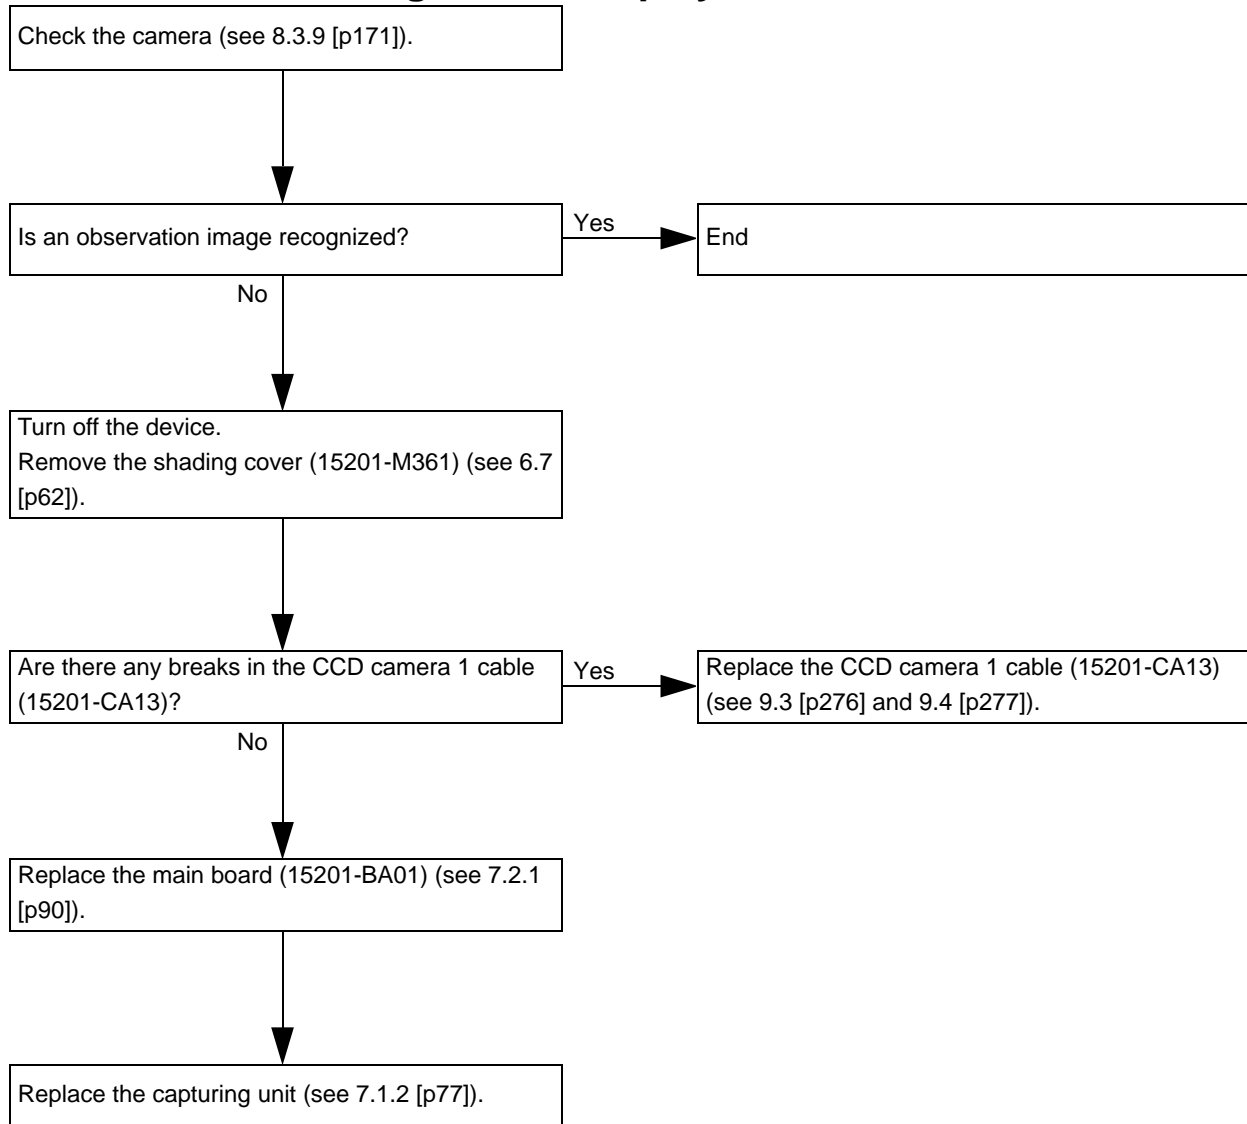 Check the camera (see 8.3.9 [p171]).
Is an observation image recognized?
Yes
End
No
Turn off the device.
Remove the shading cover (15201-M361) (see 6.7
[p62]).
Are there any breaks in the CCD camera 1 cable
(15201-CA13)?
Yes
Replace the CCD camera 1 cable (15201-CA13)
(see 9.3 [p276] and 9.4 [p277]).
No
Replace the main board (15201-BA01) (see 7.2.1
[p90]).
Replace the capturing unit (see 7.1.2 [p77]).